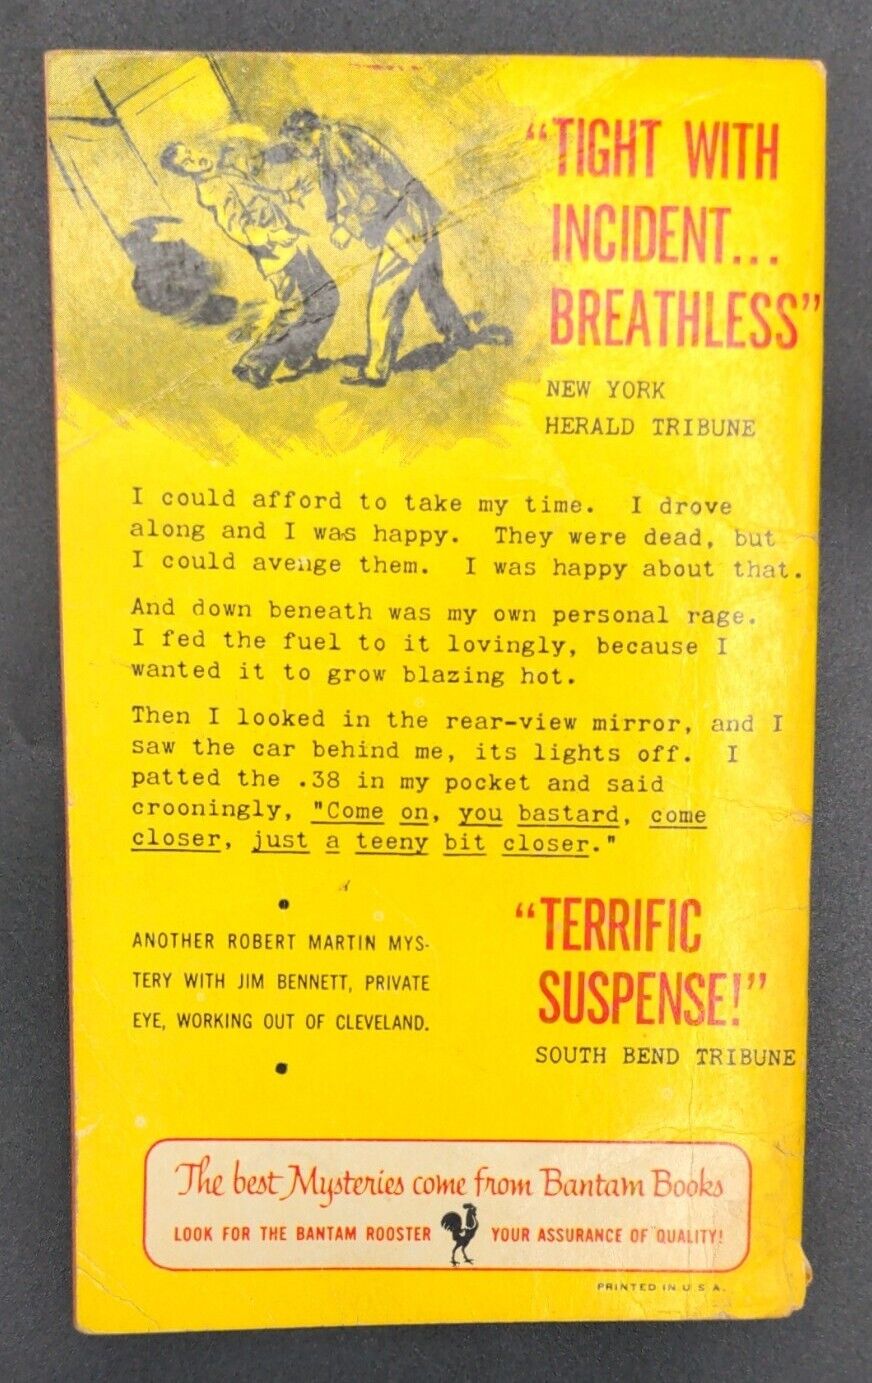 "TIGHT WITH
INCIDENT...
BREATHLESS"
NEW YORK
HERALD TRIBUNE
I could afford to take my time. I drove
along and I was happy. They were dead, but
I could avenge them. I was happy about that.
And down beneath was my own personal rage.
I fed the fuel to it lovingly, because I
wanted it to grow blazing hot.
Then I looked in the rear-view mirror, and I
saw the car behind me, its lights off. I
patted the .38 in my pocket and said
crooningly, "Come on, you bastard, come
closer, just a teeny bit closer."
ANOTHER ROBERT MARTIN MYS-
TERY WITH JIM BENNETT, PRIVATE
EYE, WORKING OUT OF CLEVELAND.
"TERRIFIC
SUSPENSE!"
SOUTH BEND TRIBUNE
The best Mysteries come from Bantam Books
LOOK FOR THE BANTAM ROOSTER YOUR ASSURANCE OF QUALITY!
PRINTED IN U.S.A.